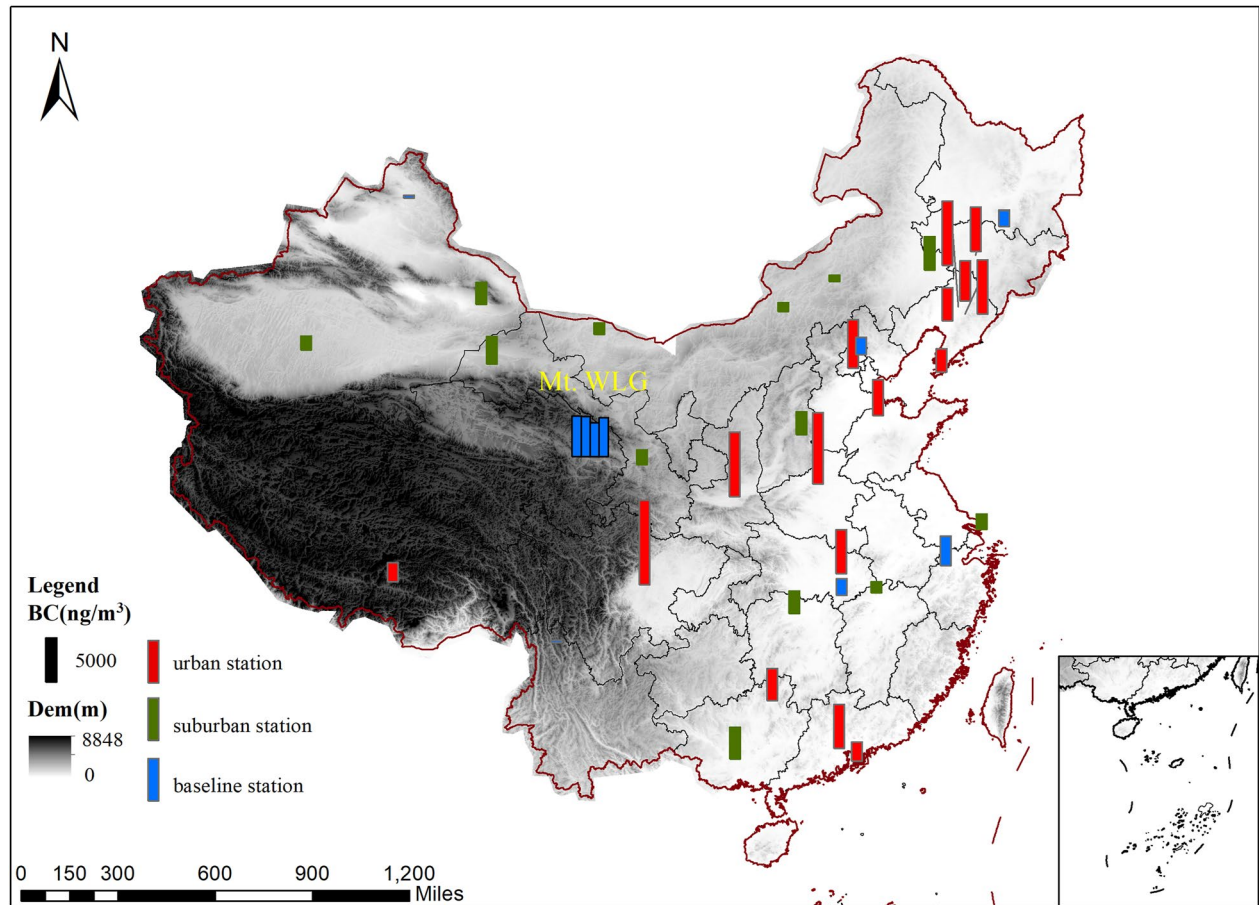 N
Mt. WLG
Legend
BC(ng/m³)
5000
urban station
Dem(m)
suburban station
8848
0
baseline station
0 150 300 600 900 1,200
Miles